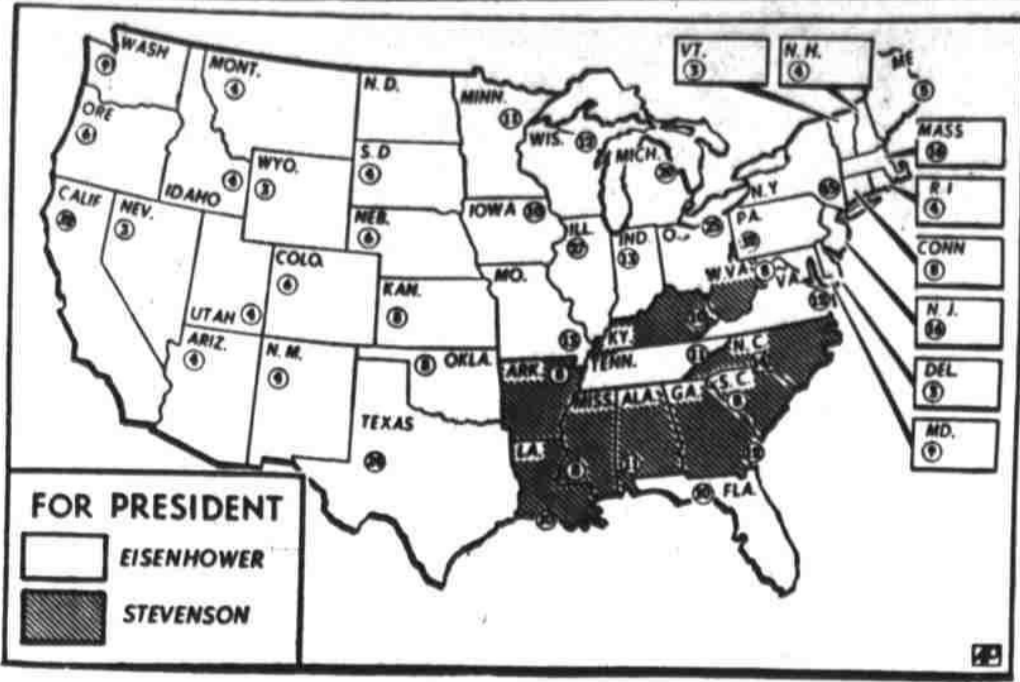 WASH
9
MONT.
4
N.D.
MINN.
11
VT.
3
N.H.
4
ME
5
ORE
6
IDAHO
4
WYO.
3
S.D
4
WIS.
12
MICH.
20
MASS
16
CALIF
NEV.
3
NEB.
6
IOWA
10
N.Y
45
R.I
4
UTAH
4
COLO.
6
ILL.
27
IND.
13
O.
25
PA.
32
CONN
8
KAN.
8
MO.
13
W.VA.
8
VA.
N.J.
16
ARIZ.
4
N.M.
4
OKLA.
8
KY.
10
TENN.
11
N.C.
14
DEL.
3
ARK.
8
MISS
8
ALA.
GA.
S.C.
8
MD.
9
TEXAS
24
LA.
10
FLA.
10
FOR PRESIDENT
EISENHOWER
STEVENSON
AP